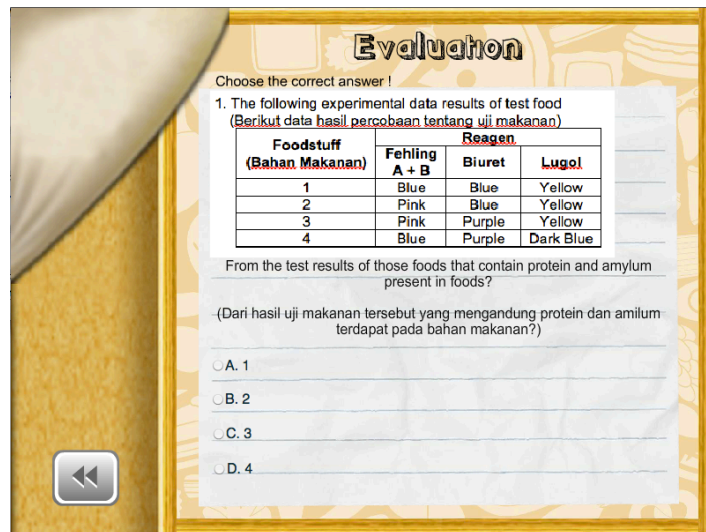 Evaluation
Choose the correct answer !
1. The following experimental data results of test food
(Berikut data hasil percobaan tentang uji makanan)
Foodstuff (Bahan Makanan) Reagen
Fehling A + B Biuret Lugol
1 Blue Blue Yellow
2 Pink Blue Yellow
3 Pink Purple Yellow
4 Blue Purple Dark Blue
From the test results of those foods that contain protein and amylum
present in foods?
(Dari hasil uji makanan tersebut yang mengandung protein dan amilum
terdapat pada bahan makanan?)
A. 1
B. 2
C. 3
D. 4